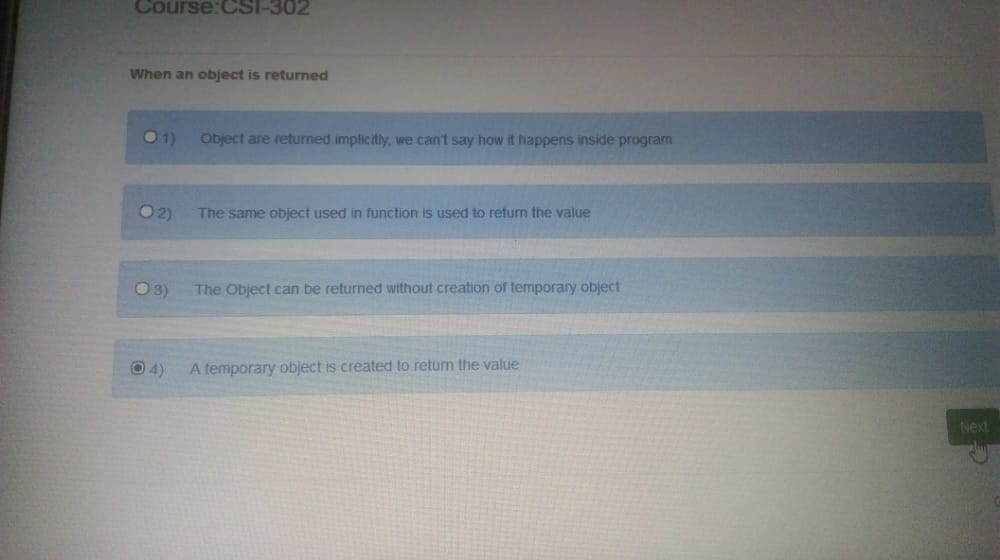 Course:CSI-302
When an object is returned
1) Object are returned implicitly, we can't say how it happens inside program
2) The same object used in function is used to return the value
3) The Object can be returned without creation of temporary object
4) A temporary object is created to return the value
Next